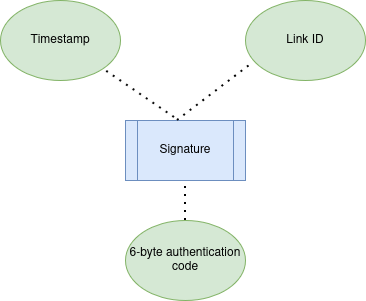 Timestamp
Link ID
Signature
6-byte authentication
code